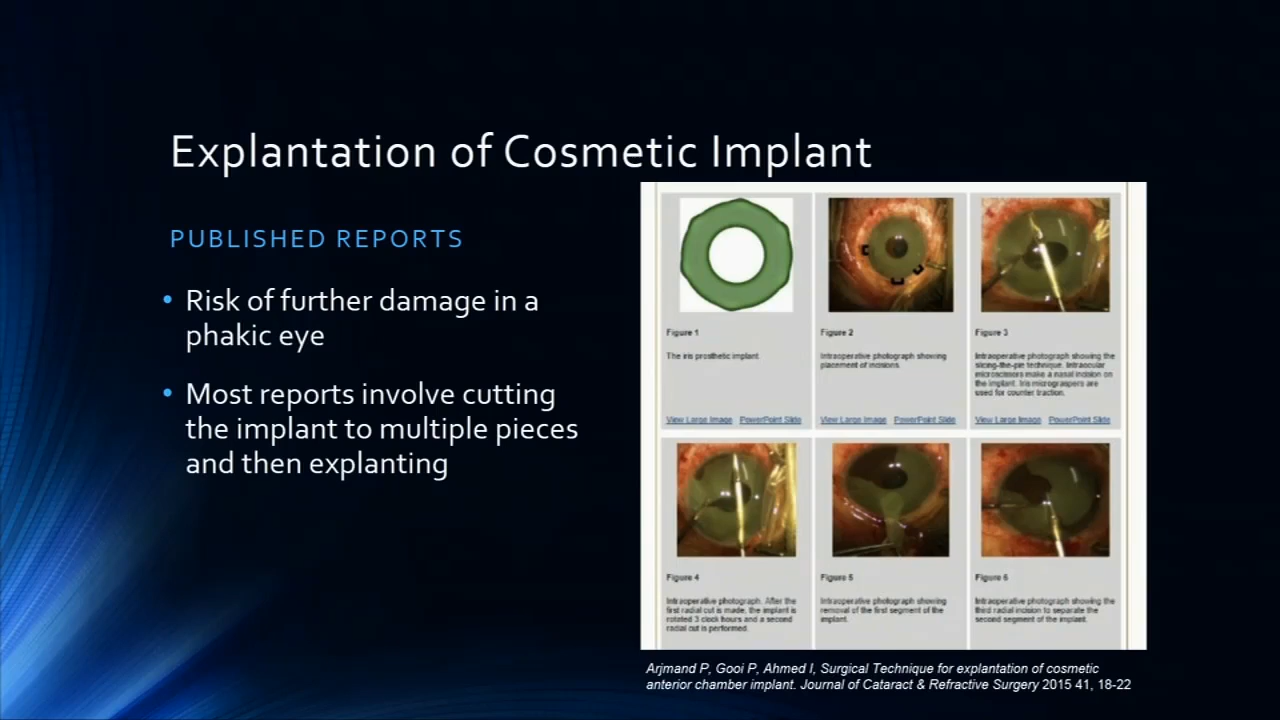 Explantation of Cosmetic Implant
PUBLISHED REPORTS
• Risk of further damage in a
phakic eye
• Most reports involve cutting
the implant to multiple pieces
and then explanting
Figure 1
The iris prosthetic implant.
View Large Image PowerPoint Slide
Figure 2
Intraoperative photograph showing
placement of incisions.
View Large Image PowerPoint Slide
Figure 3
Intraoperative photograph showing the
slicing-the-pie technique. Intraocular
microscissors make a nasal incision on
the implant. Iris micrograspers are
used for counter traction.
View Large Image PowerPoint Slide
Figure 4
Intraoperative photograph. After the
first radial cut is made, the implant is
rotated 3 clock hours and a second
radial cut is performed.
Figure 5
Intraoperative photograph showing
removal of the first segment of the
implant.
Figure 6
Intraoperative photograph showing the
third radial incision to separate the
second segment of the implant.
Arjmand P, Gooi P, Ahmed I, Surgical Technique for explantation of cosmetic
anterior chamber implant. Journal of Cataract & Refractive Surgery 2015 41, 18-22